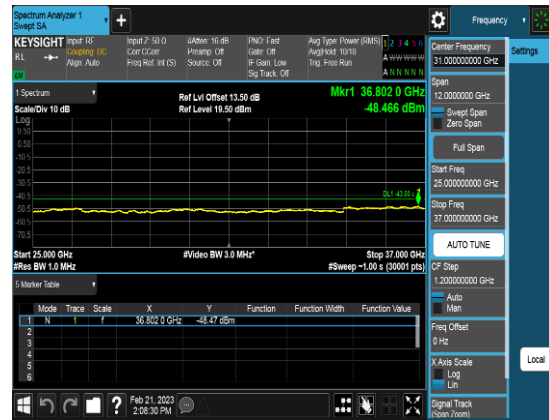 Spectrum Analyzer 1
Swept SA
+
Frequency
KEYSIGHT
Input: RF
Input Z: 50 Ω
#Atten: 16 dB
PNO: Fast
Avg Type: Power (RMS)
1 2 3 4 5 6
RL
Coupling: DC
Corr CCorr
Preamp: Off
Gate: Off
Avg|Hold: 10/10
A W W W W W
Align: Auto
Freq Ref: Int (S)
Source: Off
IF Gain: Low
Trig: Free Run
Sig Track: Off
A N N N N N
1 Spectrum
Ref Lvl Offset 13.50 dB
Mkr1 36.802 0 GHz
Scale/Div 10 dB
Ref Level 19.50 dBm
-48.466 dBm
Log
9.50
0.50
-10.5
-20.5
-30.5
-40.5
DL1 -43.00
1
-50.5
-60.5
-70.5
Start 25.000 GHz
#Video BW 3.0 MHz*
Stop 37.000 GHz
#Res BW 1.0 MHz
#Sweep ~1.00 s (30001 pts)
5 Marker Table
Mode Trace Scale X Y Function Function Width Function Value
1 N 1 f 36.802 0 GHz -48.47 dBm
2
3
4
5
6
?
Feb 21, 2023
2:08:30 PM
Center Frequency
31.000000000 GHz
Settings
Span
12.0000000 GHz
Swept Span
Zero Span
Full Span
Start Freq
25.000000000 GHz
Stop Freq
37.000000000 GHz
AUTO TUNE
CF Step
1.200000000 GHz
Auto
Man
Freq Offset
0 Hz
X Axis Scale
Log
Lin
Local
Signal Track
(Span Zoom)